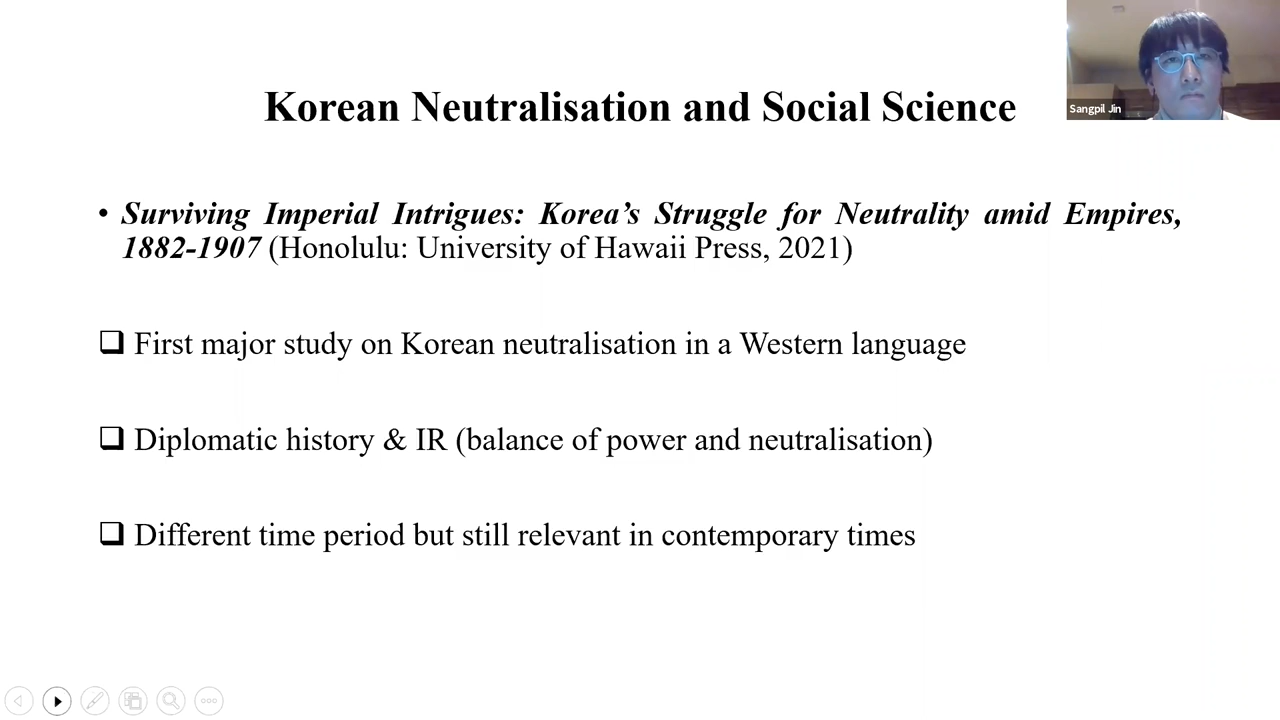 Korean Neutralisation and Social Science
Sangpil Jin
• Surviving Imperial Intrigues: Korea’s Struggle for Neutrality amid Empires,
1882-1907 (Honolulu: University of Hawaii Press, 2021)
❑ First major study on Korean neutralisation in a Western language
❑ Diplomatic history & IR (balance of power and neutralisation)
❑ Different time period but still relevant in contemporary times